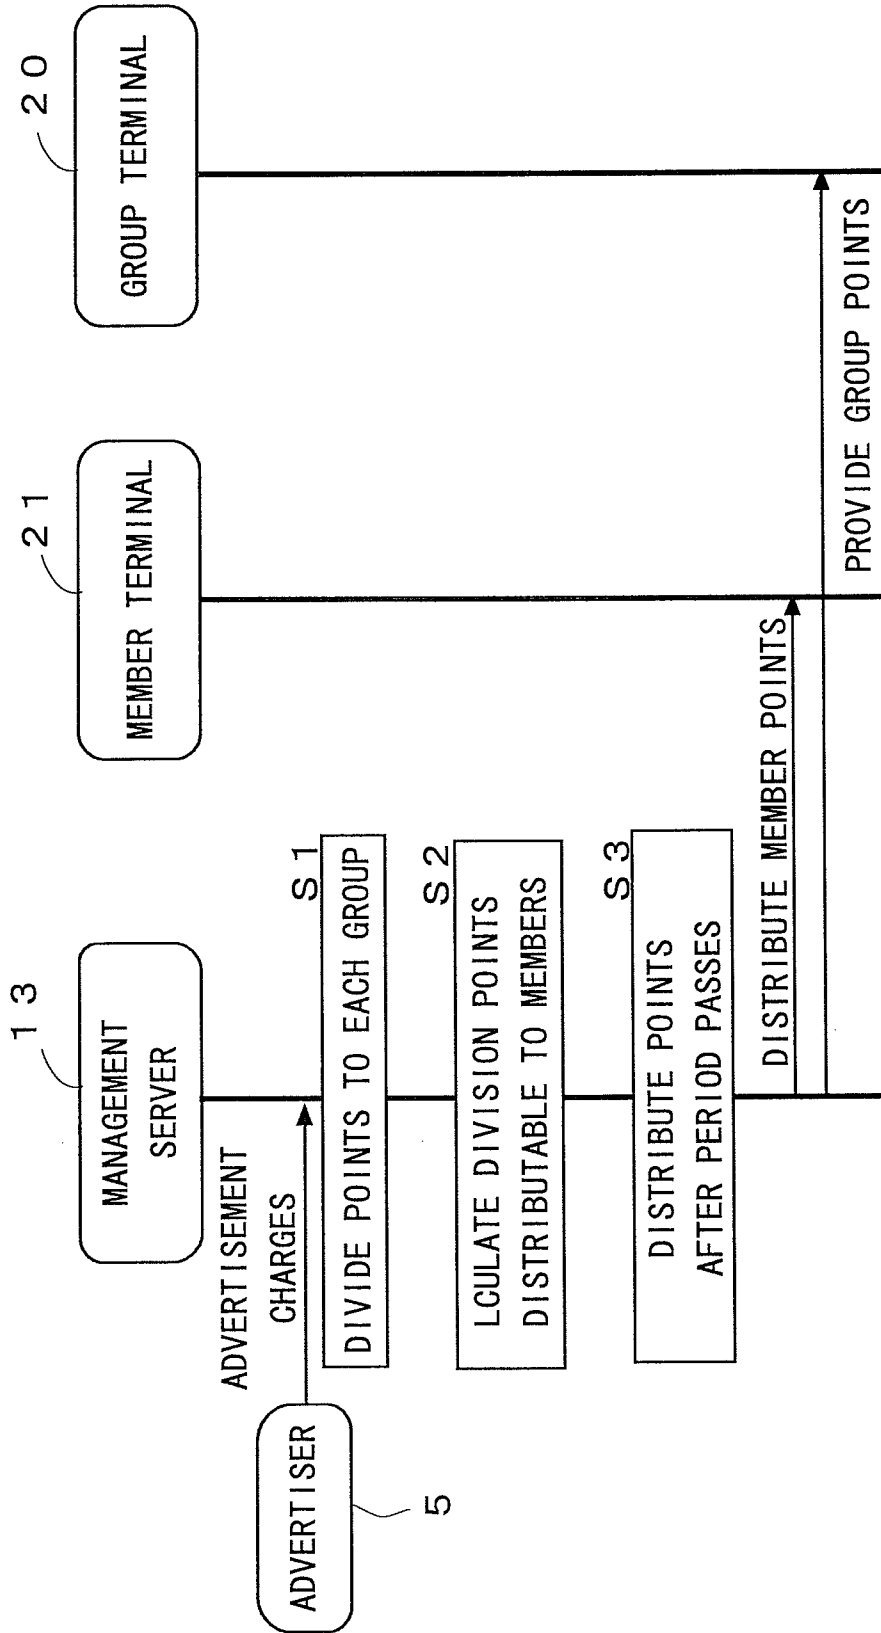 13
MANAGEMENT
SERVER
21
MEMBER TERMINAL
20
GROUP TERMINAL
ADVERTISEMENT
CHARGES
ADVERTISER
5
S1
DIVIDE POINTS TO EACH GROUP
S2
LCULATE DIVISION POINTS
DISTRIBUTABLE TO MEMBERS
S3
DISTRIBUTE POINTS
AFTER PERIOD PASSES
DISTRIBUTE MEMBER POINTS
PROVIDE GROUP POINTS